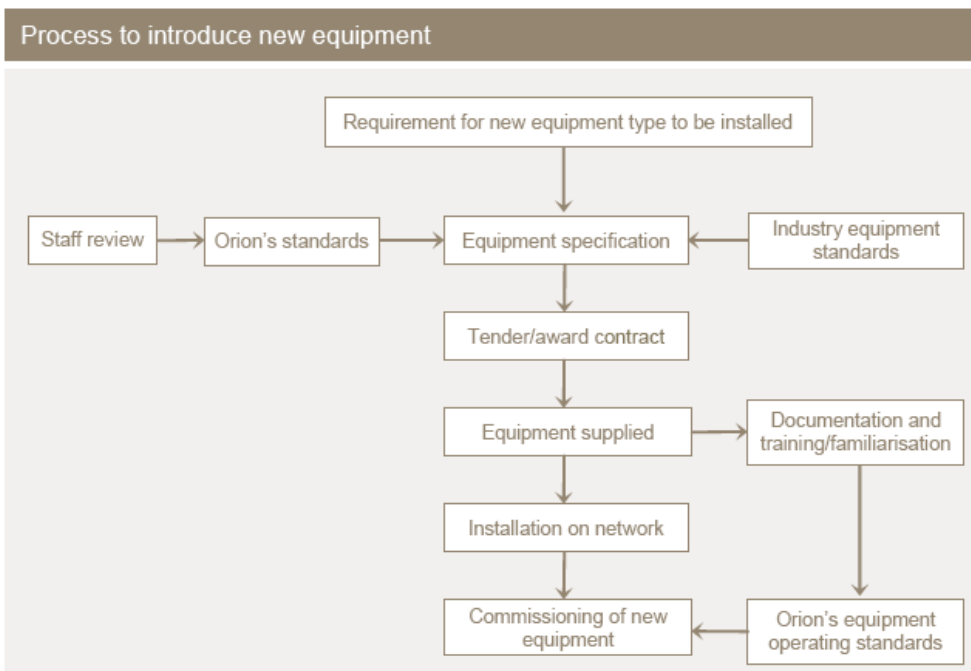 Process to introduce new equipment
Requirement for new equipment type to be installed
Staff review
Orion's standards
Equipment specification
Industry equipment
standards
Tender/award contract
Equipment supplied
Documentation and
training/familiarisation
Installation on network
Commissioning of new
equipment
Orion's equipment
operating standards